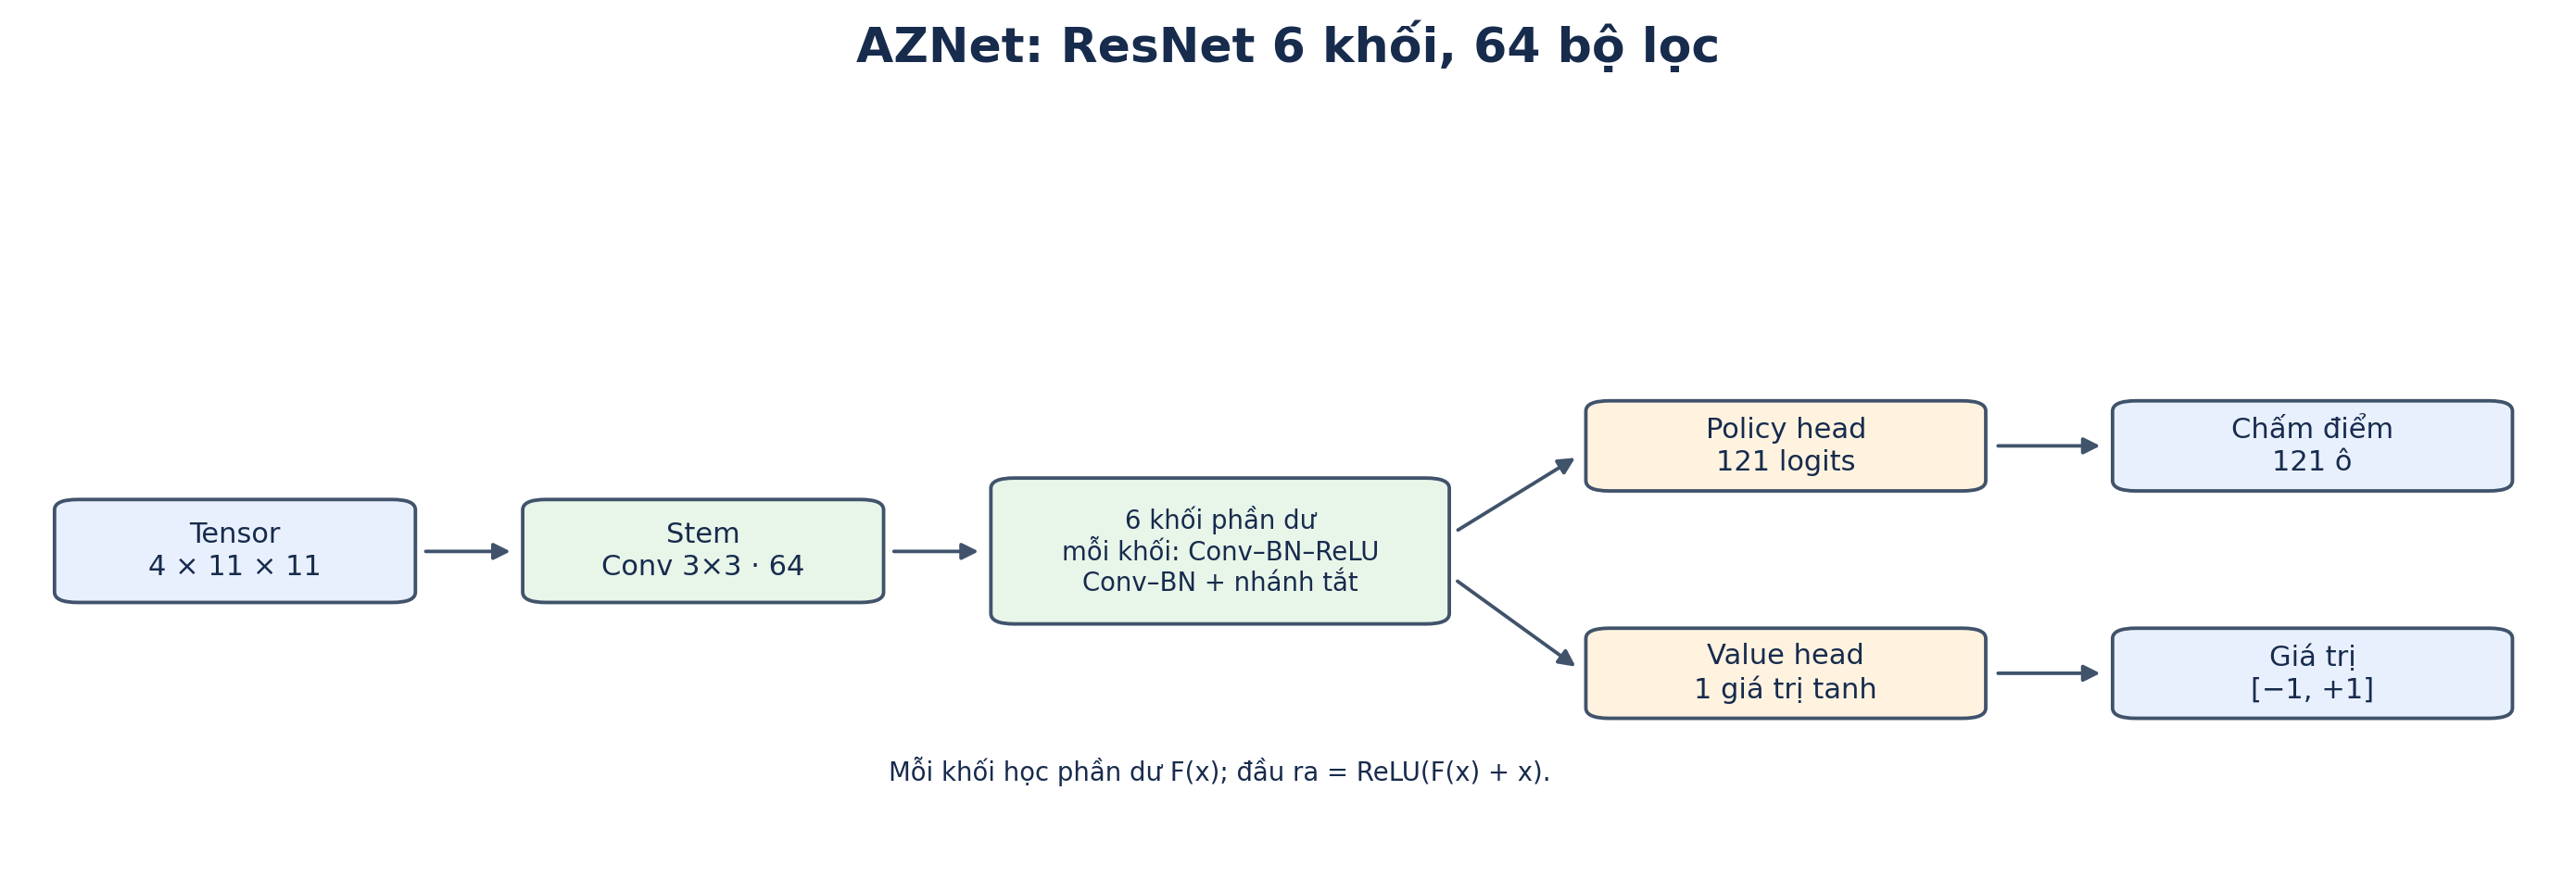 AZNet: ResNet 6 khối, 64 bộ lọc
Tensor
4 × 11 × 11
Stem
Conv 3×3 · 64
6 khối phần dư
mỗi khối: Conv–BN–ReLU
Conv–BN + nhánh tắt
Policy head
121 logits
Chấm điểm
121 ô
Value head
1 giá trị tanh
Giá trị
[−1, +1]
Mỗi khối học phần dư F(x); đầu ra = ReLU(F(x) + x).